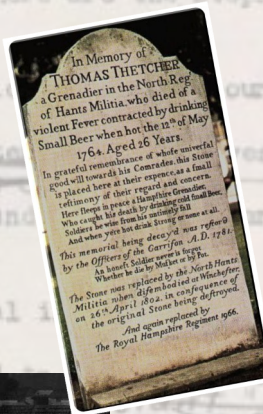 In Memory of
THOMAS THETCHER
a Grenadier in the North Reg.
of Hants Militia, who died of a
violent Fever contracted by drinking
Small Beer when hot the 12th of May
1764. Aged 26 Years.
In grateful remembrance of whose univerſal
good will towards his Comrades, this Stone
is placed here at their expence, as a ſmall
teſtimony of their regard and concern.
Here ſleeps in peace a Hampſhire Grenadier,
Who caught his death by drinking cold ſmall Beer,
Soldiers be wiſe from his untimely fall
And when ye're hot drink Strong or none at all.
This memorial being decay'd was reſtor'd
by the Officers of the Garriſon A.D. 1781.
An honeſt Soldier never is forgot
Whether he die by Muſket or by Pot.
The Stone was replaced by the North Hants
Militia when diſembodied at Wincheſter,
on 26th April 1802, in conſequence of
the original Stone being deſtroyed.
And again replaced by
The Royal Hampſhire Regiment 1966.